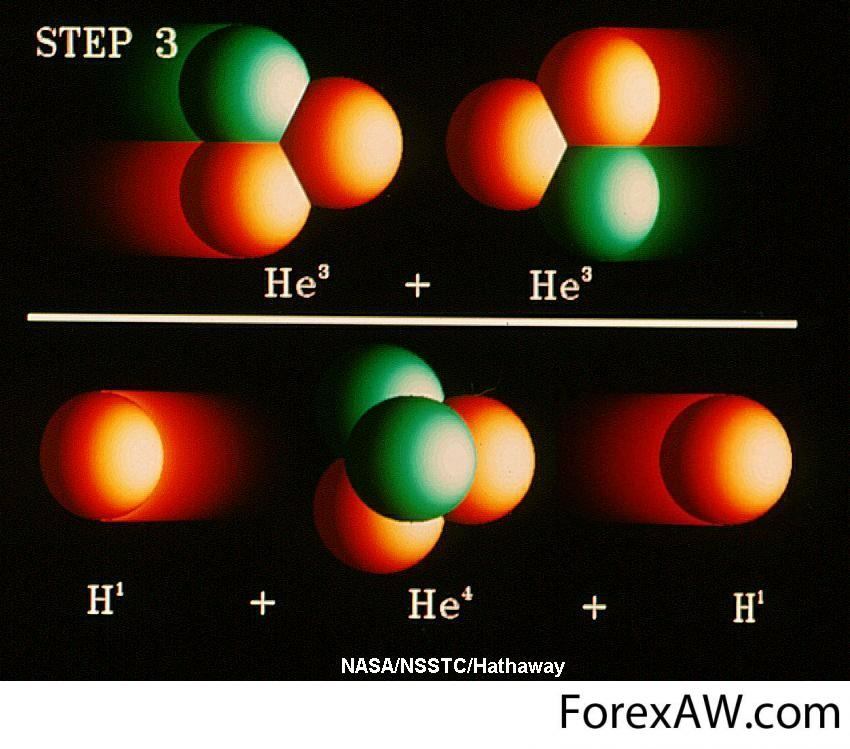 STEP 3
He³ + He³
H¹ + He⁴ + H¹
NASA/NSSTC/Hathaway
ForexAW.com